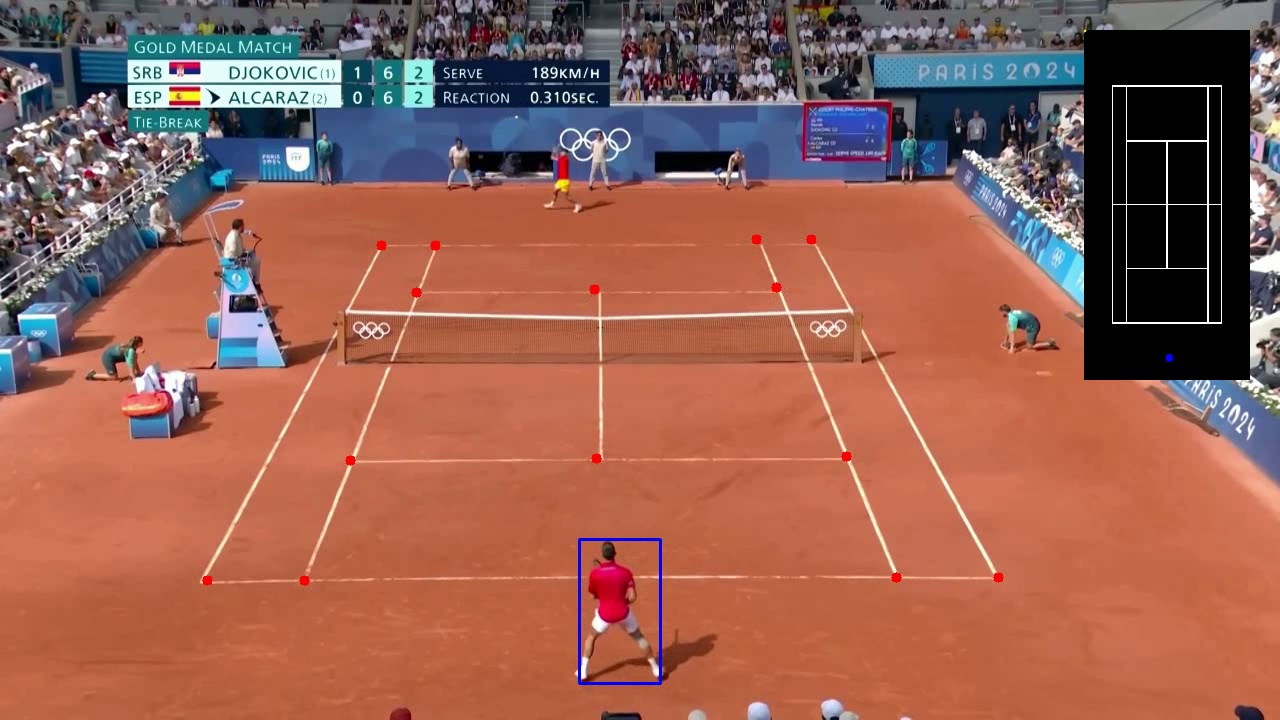 GOLD MEDAL MATCH
SRB DJOKOVIC (1) 1 6 2 SERVE 189KM/H
ESP ALCARAZ (2) 0 6 2 REACTION 0.310SEC.
TIE-BREAK
PARIS 2024
PARIS 2024
PARIS 2024